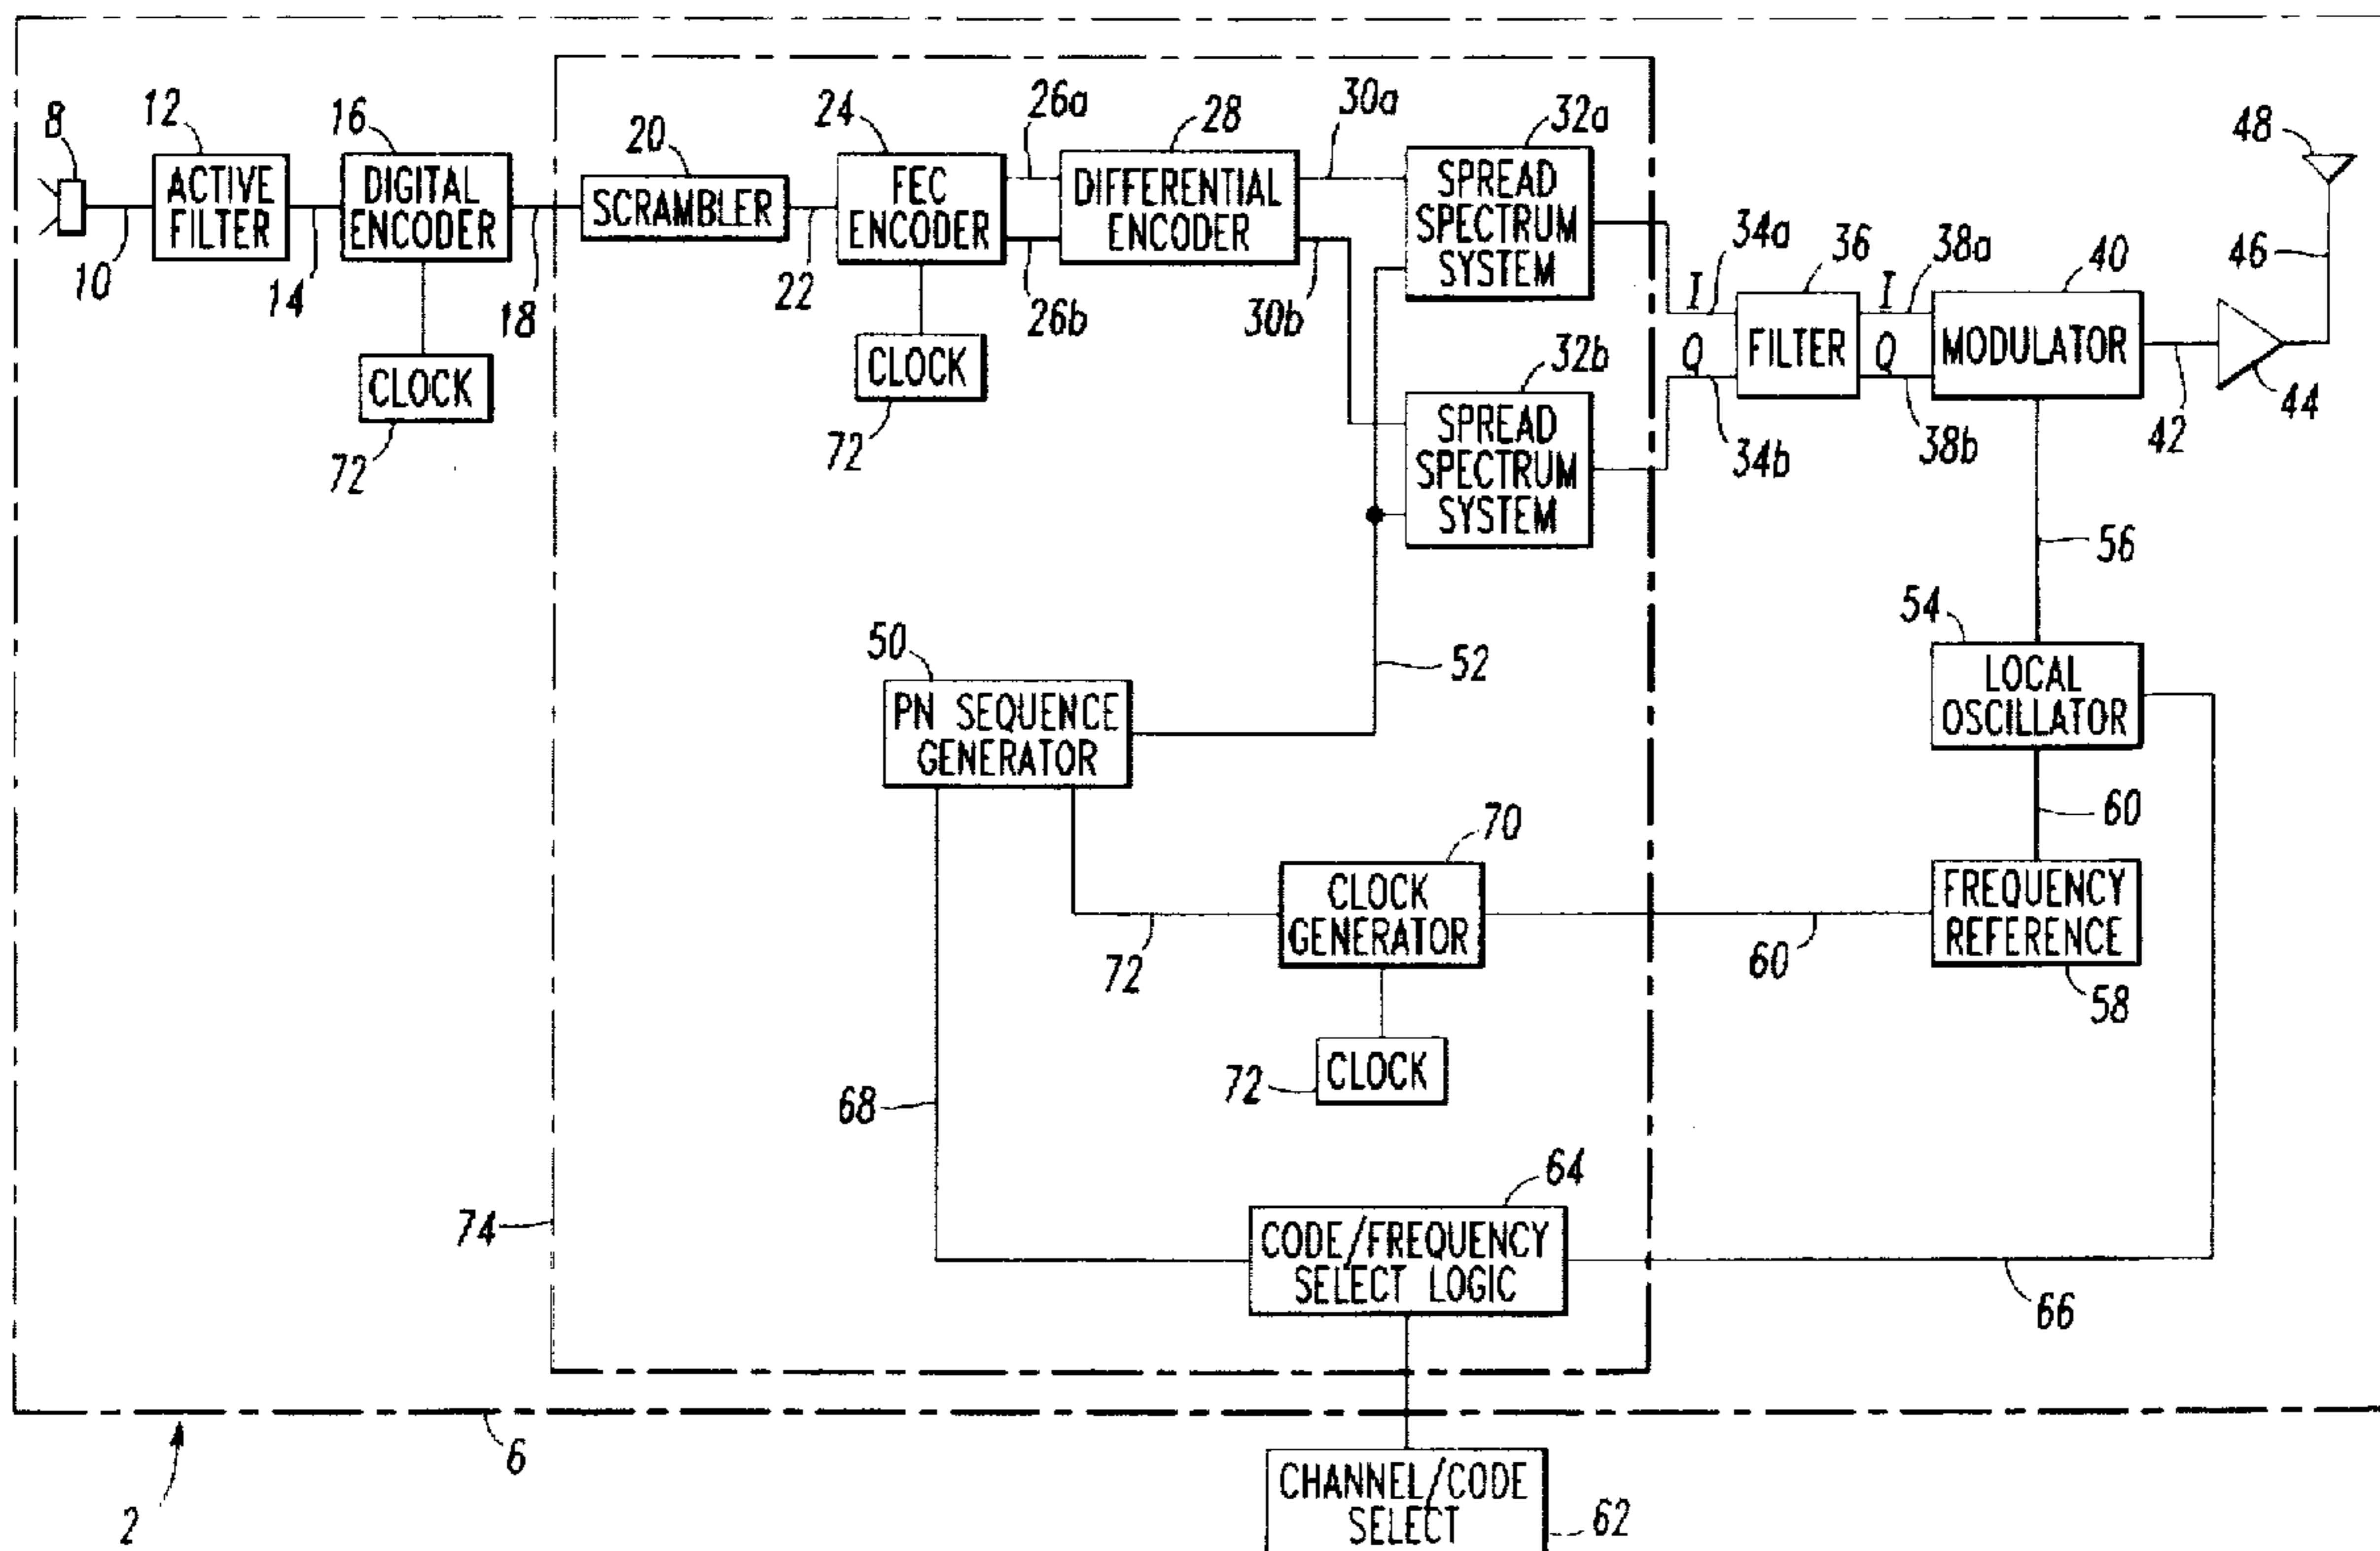 8
12
16
20
24
26a
28
30a
32a
48
ACTIVE
FILTER
DIGITAL
ENCODER
SCRAMBLER
FEC
ENCODER
DIFFERENTIAL
ENCODER
SPREAD
SPECTRUM
SYSTEM
10
14
18
22
26b
30b
I
34a
36
I
38a
40
46
CLOCK
72
CLOCK
72
32b
Q
FILTER
Q
MODULATOR
34b
38b
42
44
SPREAD
SPECTRUM
SYSTEM
56
54
50
52
LOCAL
OSCILLATOR
PN SEQUENCE
GENERATOR
60
70
CLOCK
GENERATOR
FREQUENCY
REFERENCE
72
60
58
72
CLOCK
68
64
74
CODE/FREQUENCY
SELECT LOGIC
66
6
2
CHANNEL/CODE
SELECT
62